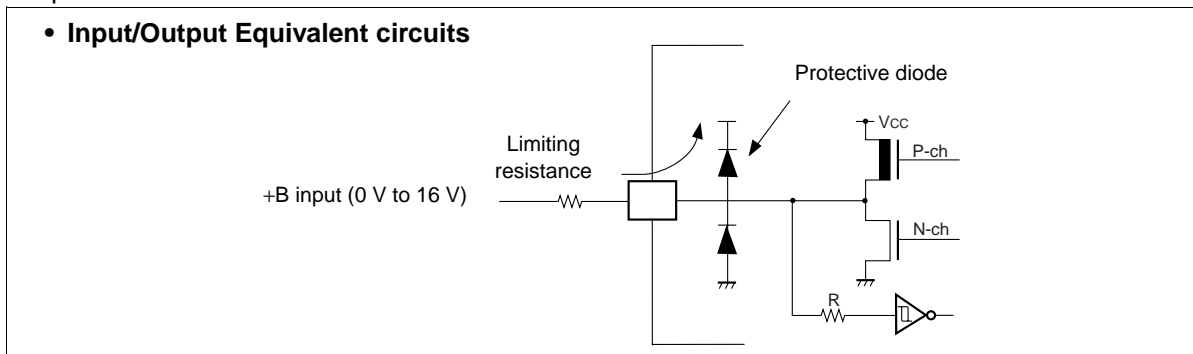 • Input/Output Equivalent circuits
Protective diode
Limiting
resistance
+B input (0 V to 16 V)
VCC
P-ch
N-ch
R